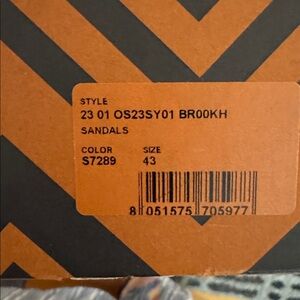 STYLE
23 01 OS23SY01 BR00KH
SANDALS
COLOR SIZE
S7289 43
8 051575 705977